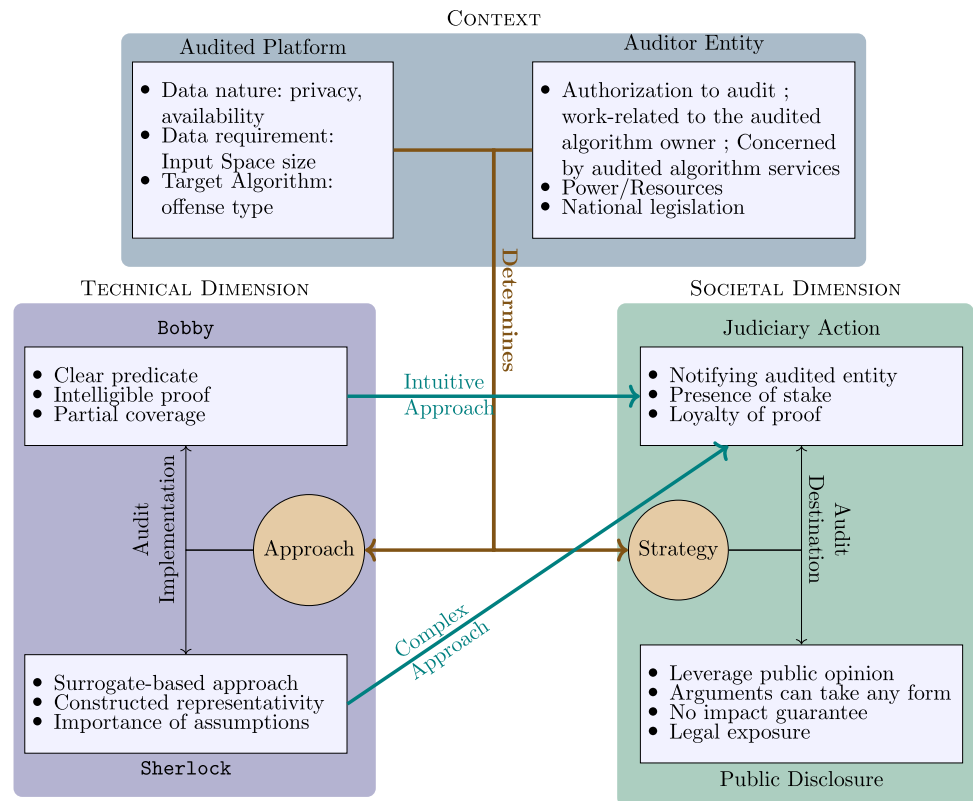 CONTEXT
Audited Platform
• Data nature: privacy,
availability
• Data requirement:
Input Space size
• Target Algorithm:
offense type
Auditor Entity
• Authorization to audit ;
work-related to the audited
algorithm owner ; Concerned
by audited algorithm services
• Power/Resources
• National legislation
Determines
TECHNICAL DIMENSION
Bobby
• Clear predicate
• Intelligible proof
• Partial coverage
Audit
Implementation
Approach
• Surrogate-based approach
• Constructed representativity
• Importance of assumptions
Sherlock
Intuitive
Approach
Complex
Approach
SOCIETAL DIMENSION
Judiciary Action
• Notifying audited entity
• Presence of stake
• Loyalty of proof
Strategy
Audit
Destination
• Leverage public opinion
• Arguments can take any form
• No impact guarantee
• Legal exposure
Public Disclosure